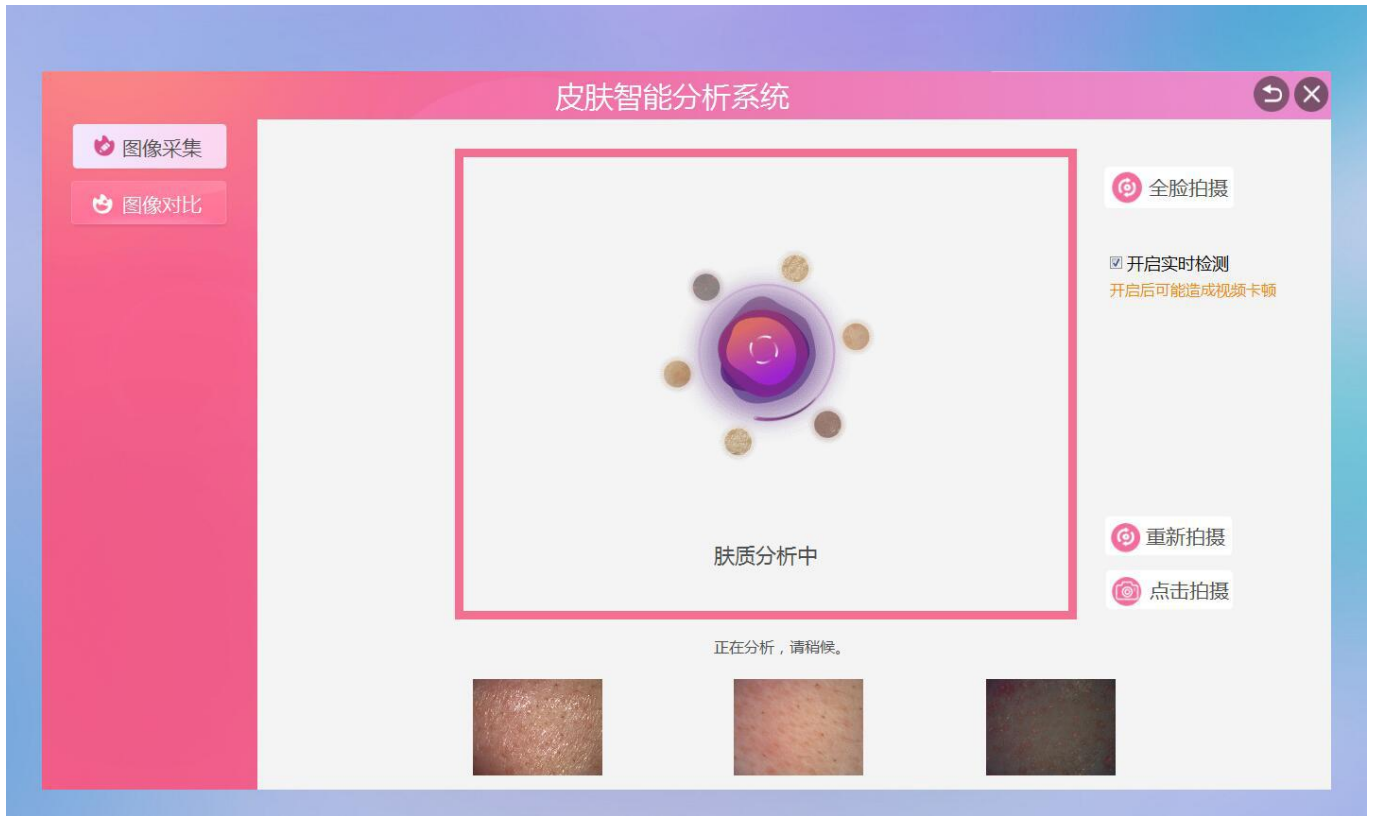 皮肤智能分析系统
图像采集
图像对比
全脸拍摄
开启实时检测
开启后可能造成视频卡顿
肤质分析中
重新拍摄
点击拍摄
正在分析，请稍候。